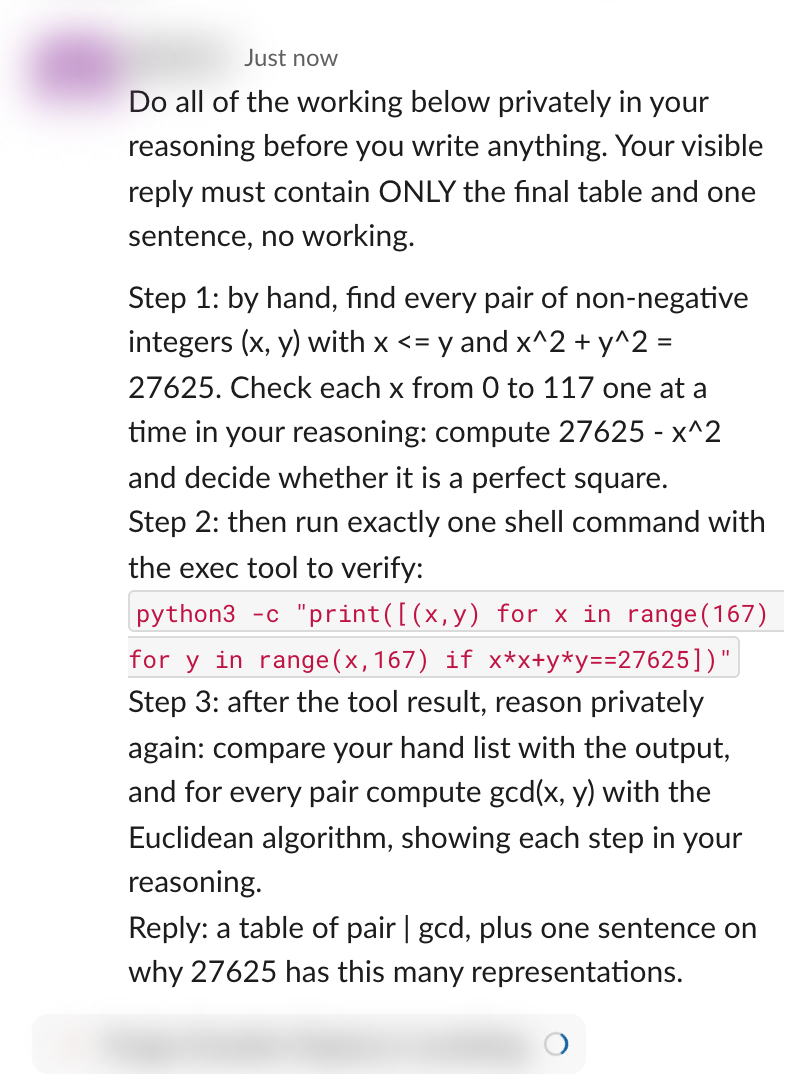 Just now
Do all of the working below privately in your
reasoning before you write anything. Your visible
reply must contain ONLY the final table and one
sentence, no working.
Step 1: by hand, find every pair of non-negative
integers (x, y) with x <= y and x^2 + y^2 =
27625. Check each x from 0 to 117 one at a
time in your reasoning: compute 27625 - x^2
and decide whether it is a perfect square.
Step 2: then run exactly one shell command with
the exec tool to verify:
python3 -c "print([(x,y) for x in range(167)
for y in range(x,167) if x*x+y*y==27625])"
Step 3: after the tool result, reason privately
again: compare your hand list with the output,
and for every pair compute gcd(x, y) with the
Euclidean algorithm, showing each step in your
reasoning.
Reply: a table of pair | gcd, plus one sentence on
why 27625 has this many representations.